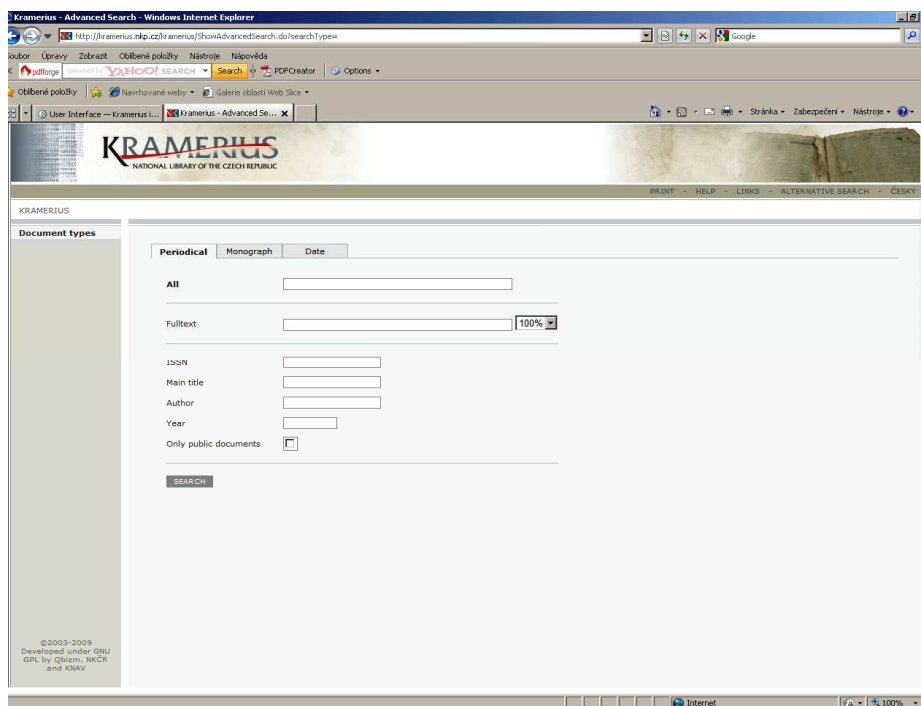 Kramerius - Advanced Search - Windows Internet Explorer
http://kramerius.nkp.cz/kramerius/ShowAdvancedSearch.do?searchType=
Google
Soubor Úpravy Zobrazit Oblíbené položky Nástroje Nápověda
pdfforge powered by YAHOO! SEARCH Search PDFCreator Options
Oblíbené položky Navrhované weby Galerie oblastí Web Slice
User Interface — Kramerius i... Kramerius - Advanced Se... Stránka Zabezpečení Nástroje
KRAMERIUS
NATIONAL LIBRARY OF THE CZECH REPUBLIC
PRINT - HELP - LINKS - ALTERNATIVE SEARCH - ČESKY
KRAMERIUS
Document types
Periodical Monograph Date
All
Fulltext 100%
ISSN
Main title
Author
Year
Only public documents
SEARCH
©2003-2009
Developed under GNU
GPL by Qbizm, NKČR
and KNAV
Internet 100%